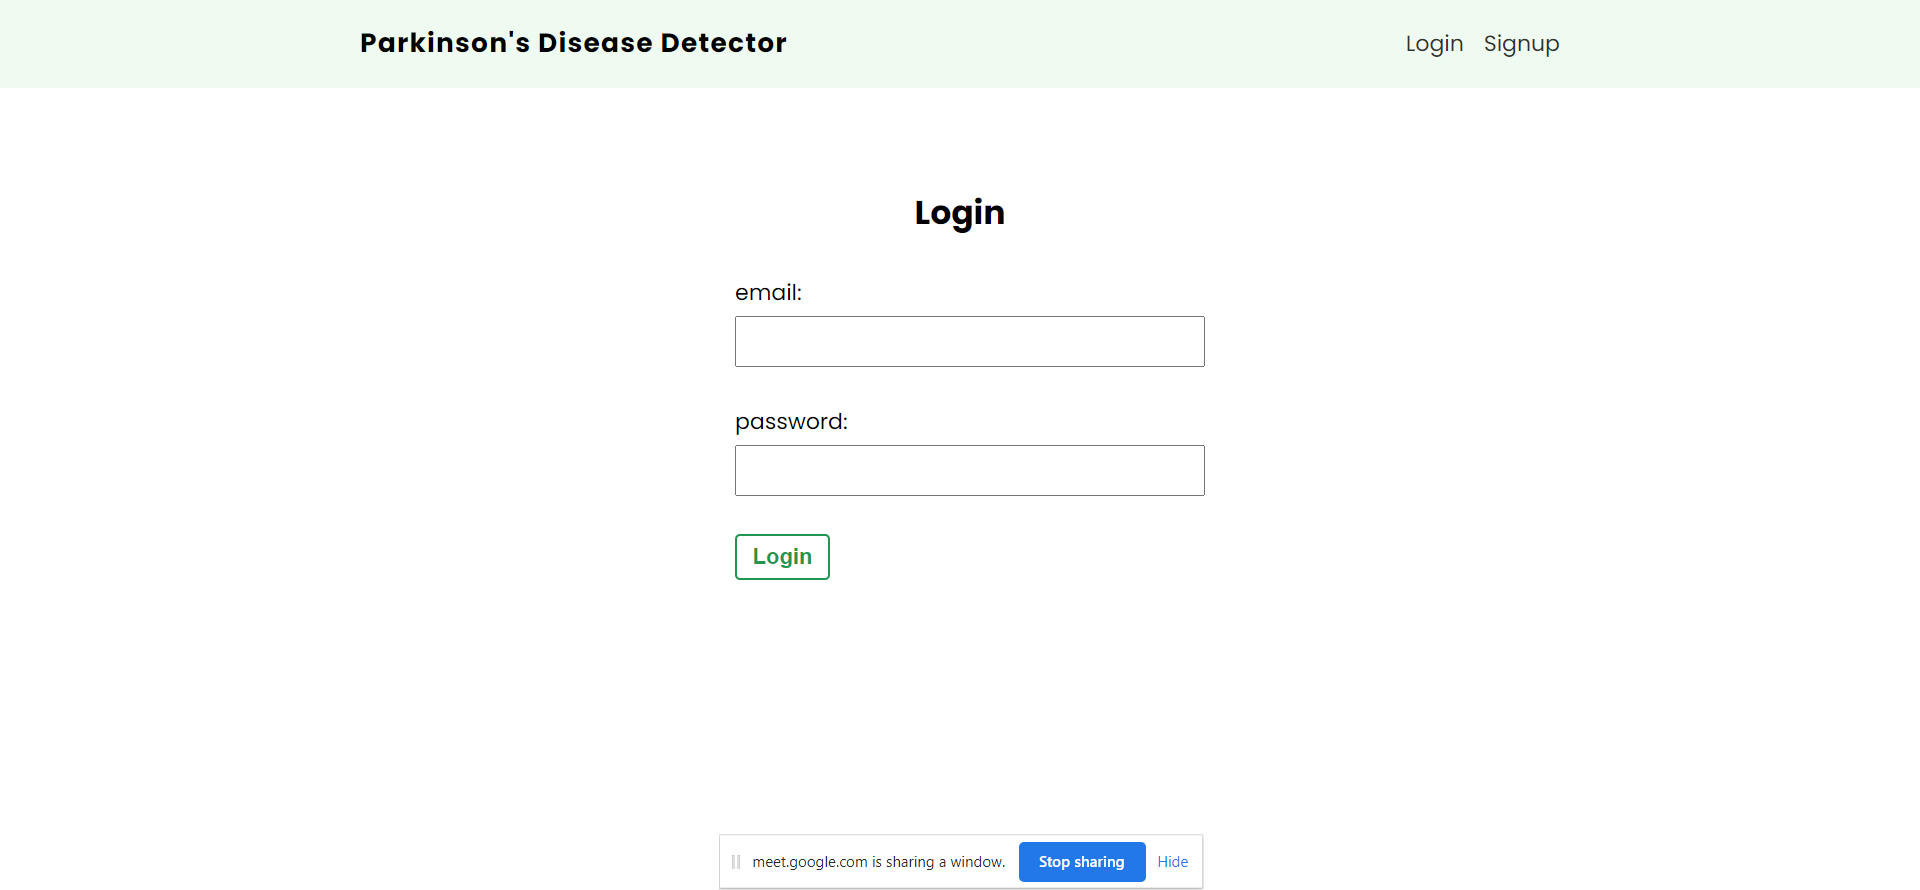 Parkinson's Disease Detector
Login Signup
Login
email:
password:
Login
meet.google.com is sharing a window. Stop sharing Hide